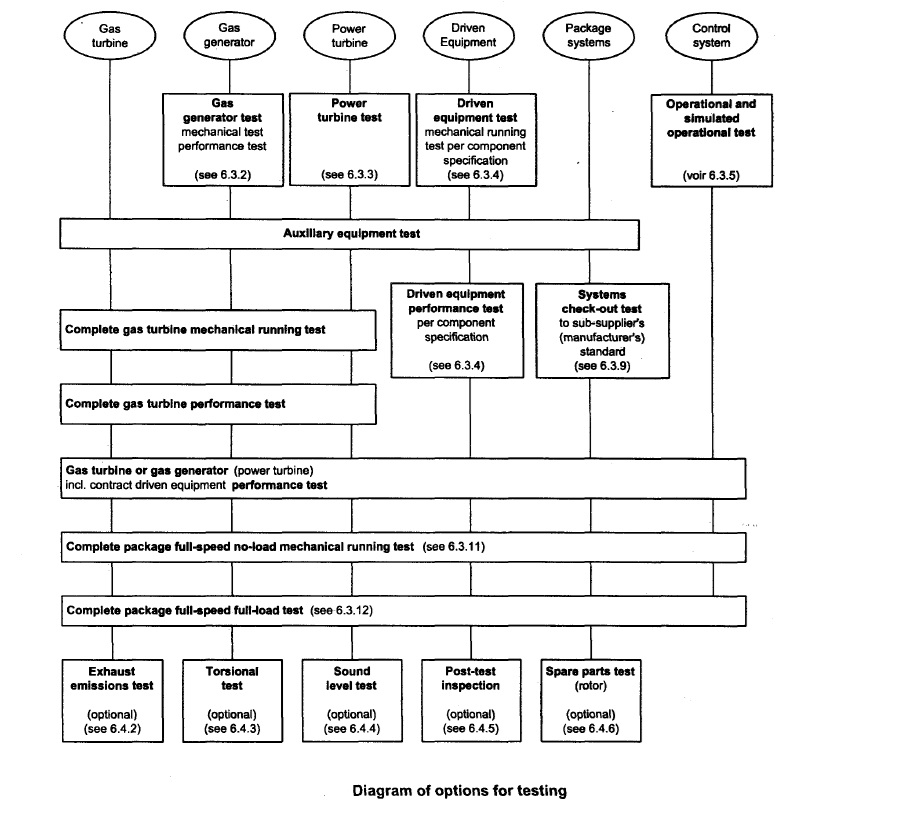 Gas
turbine
Gas
generator
Power
turbine
Driven
Equipment
Package
systems
Control
system
Gas
generator test
mechanical test
performance test
(see 6.3.2)
Power
turbine test
(see 6.3.3)
Driven
equipment test
mechanical running
test per component
specification
(see 6.3.4)
Operational and
simulated
operational test
(voir 6.3.5)
Auxiliary equipment test
Driven equipment
performance test
per component
specification
(see 6.3.4)
Systems
check-out test
to sub-supplier's
(manufacturer's)
standard
(see 6.3.9)
Complete gas turbine mechanical running test
Complete gas turbine performance test
Gas turbine or gas generator (power turbine)
incl. contract driven equipment performance test
Complete package full-speed no-load mechanical running test (see 6.3.11)
Complete package full-speed full-load test (see 6.3.12)
Exhaust
emissions test
(optional)
(see 6.4.2)
Torsional
test
(optional)
(see 6.4.3)
Sound
level test
(optional)
(see 6.4.4)
Post-test
inspection
(optional)
(see 6.4.5)
Spare parts test
(rotor)
(optional)
(see 6.4.6)
Diagram of options for testing